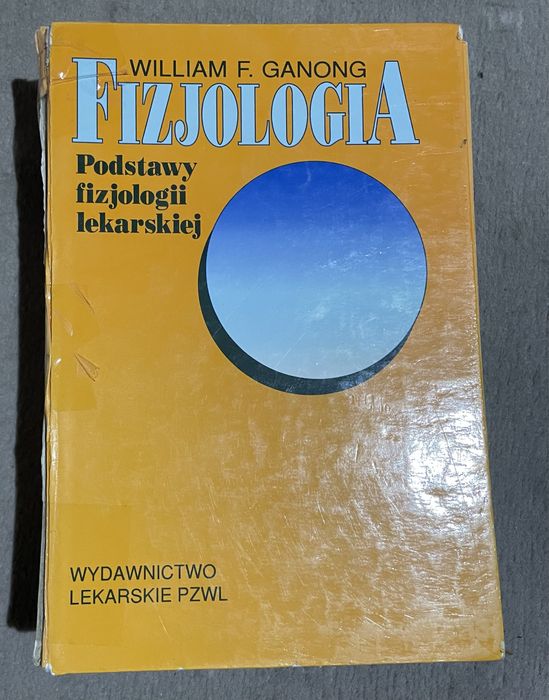 WILLIAM F. GANONG
FIZJOLOGIA
Podstawy
fizjologii
lekarskiej
WYDAWNICTWO
LEKARSKIE PZWL